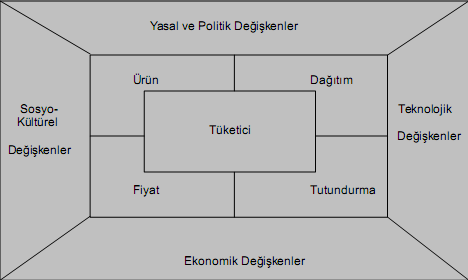 Yasal ve Politik Değişkenler
Ürün
Dağıtım
Sosyo-
Kültürel
Değişkenler
Tüketici
Teknolojik
Değişkenler
Fiyat
Tutundurma
Ekonomik Değişkenler